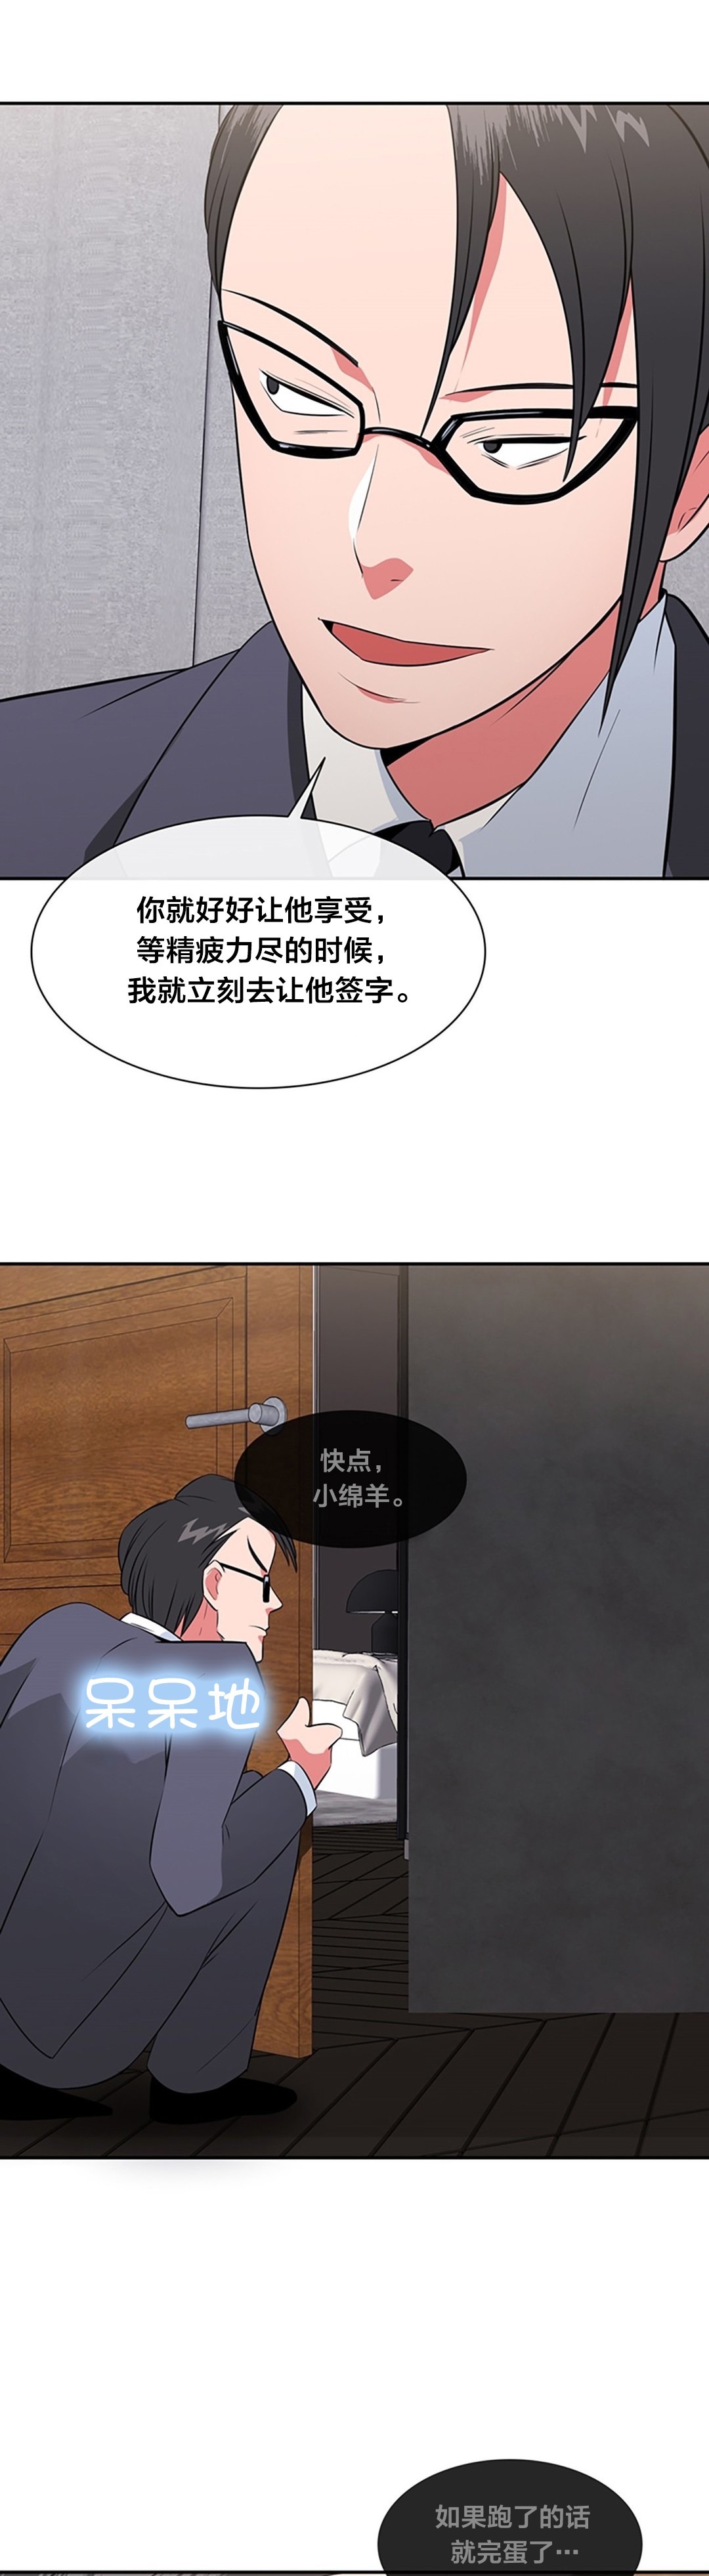 你就好好让他享受，
等精疲力尽的时候，
我就立刻去让他签字。
快点，
小绵羊。
呆呆地
如果跑了的话
就完蛋了…